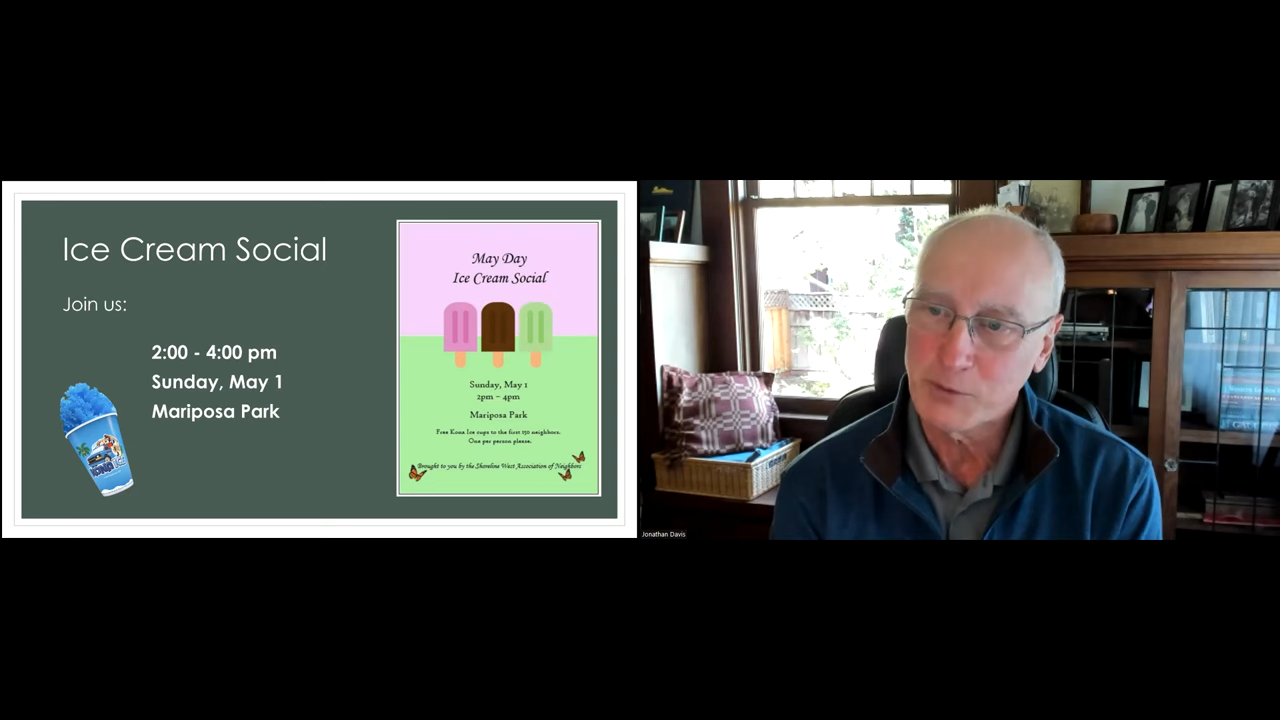 Ice Cream Social
Join us:
2:00 - 4:00 pm
Sunday, May 1
Mariposa Park
May Day
Ice Cream Social
Sunday, May 1
2pm – 4pm
Mariposa Park
Free Kona Ice cups to the first 150 neighbors.
One per person please.
Brought to you by the Shoreline West Association of Neighbors
Jonathan Davis